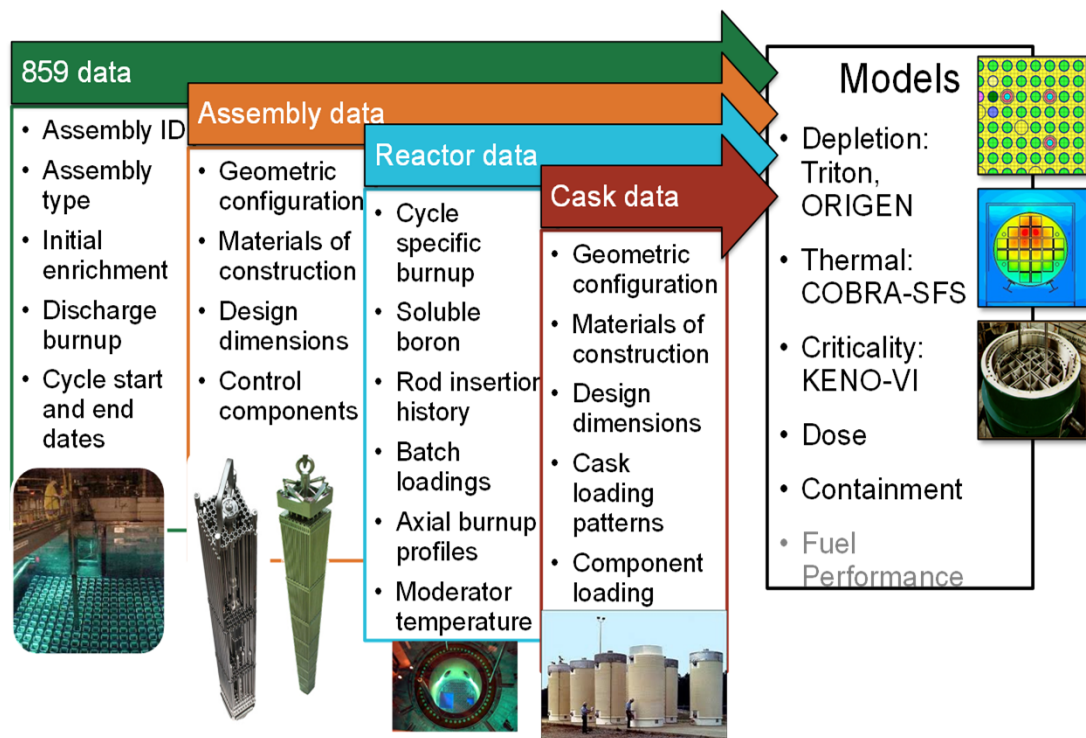 859 data
• Assembly ID
• Assembly
type
• Initial
enrichment
• Discharge
burnup
• Cycle start
and end
dates
Assembly data
• Geometric
configuration
• Materials of
construction
• Design
dimensions
• Control
components
Reactor data
• Cycle
specific
burnup
• Soluble
boron
• Rod insertion
history
• Batch
loadings
• Axial burnup
profiles
• Moderator
temperature
Cask data
• Geometric
configuration
• Materials of
construction
• Design
dimensions
• Cask
loading
patterns
• Component
loading
Models
• Depletion:
Triton,
ORIGEN
• Thermal:
COBRA-SFS
• Criticality:
KENO-VI
• Dose
• Containment
• Fuel
Performance